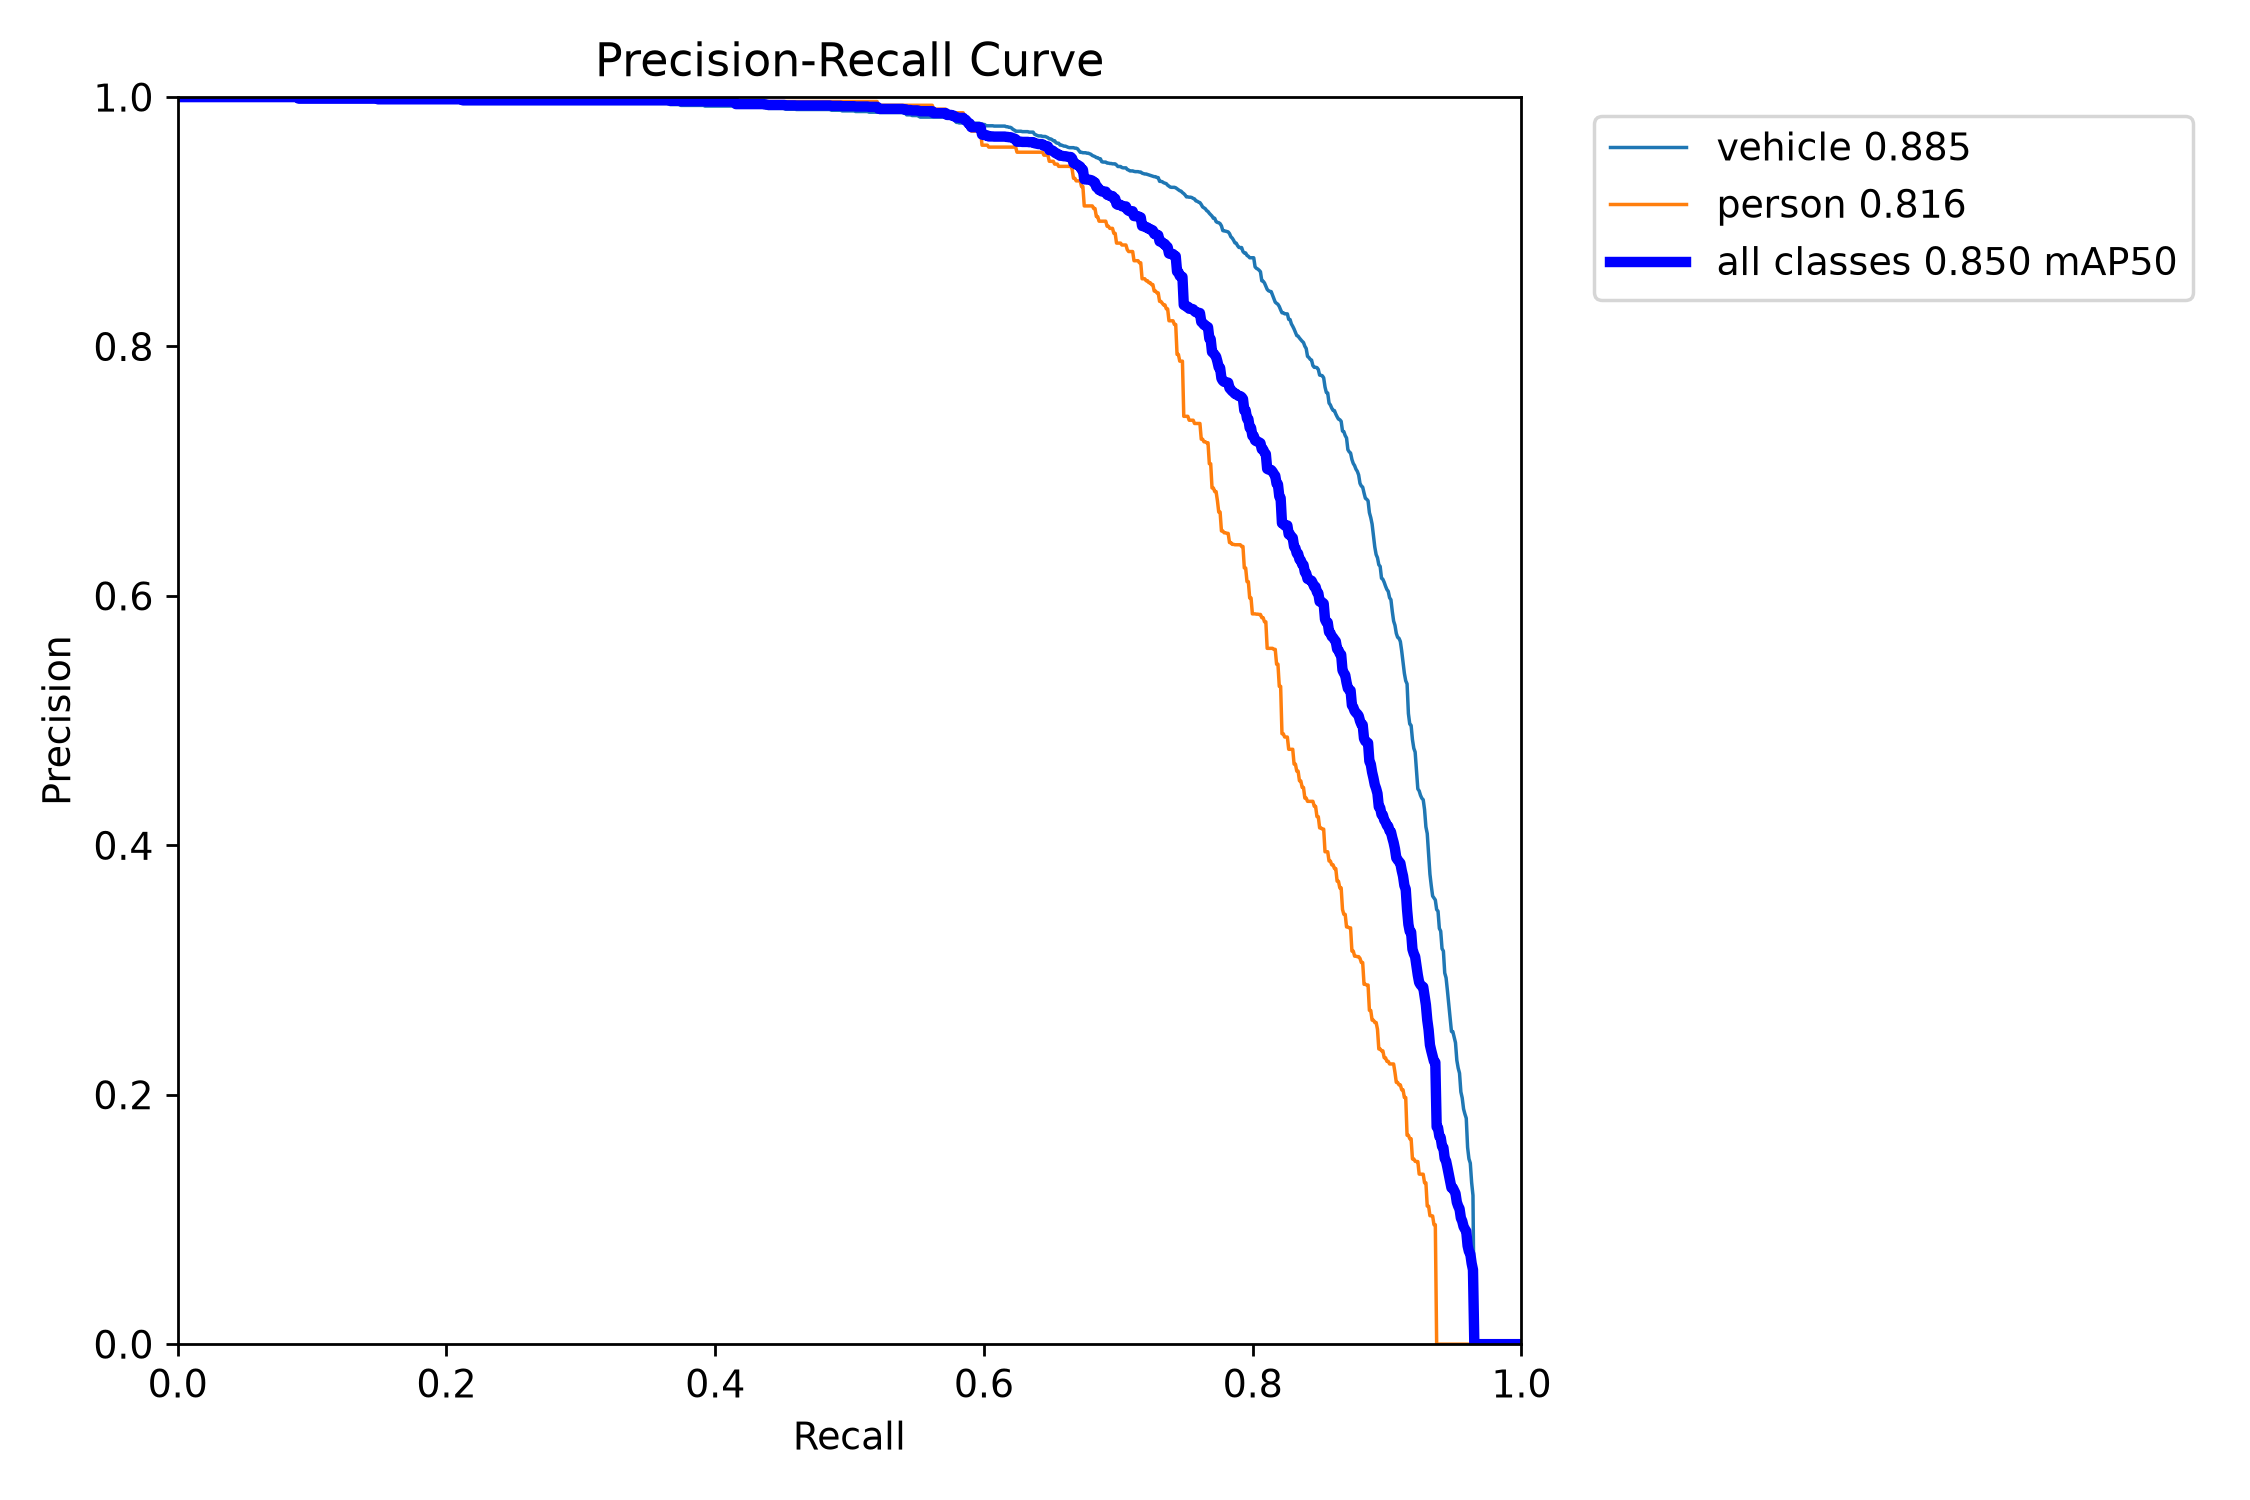 Precision-Recall Curve
1.0
0.8
0.6
0.4
0.2
0.0
Precision
0.0 0.2 0.4 0.6 0.8 1.0
Recall
vehicle 0.885
person 0.816
all classes 0.850 mAP50